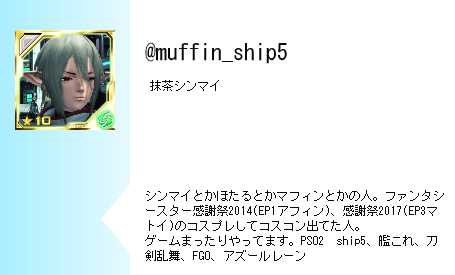 @muffin_ship5
抹茶シンマイ
★10
シンマイとかほたるとかマフィンとかの人。ファンタシ
ースター感謝祭2014(EP1アフィン)、感謝祭2017(EP3マ
トイ)のコスプレしてコスコン出てた人。
ゲームまったりやってます。PSO2 ship5、艦これ、刀
剣乱舞、FGO、アズールレーン